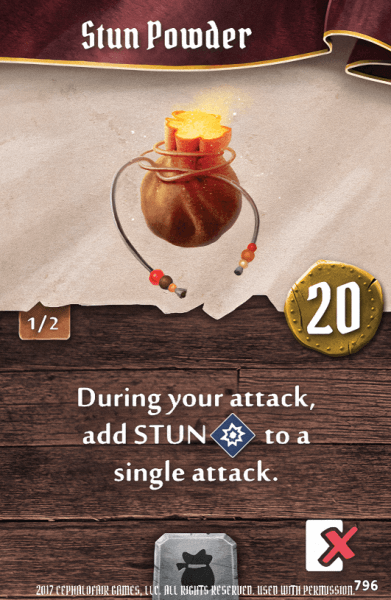 Stun Powder
1/2
20
During your attack,
add STUN to a
single attack.
2017 CEPHALOFAIR GAMES, LLC. ALL RIGHTS RESERVED. USED WITH PERMISSION. 796